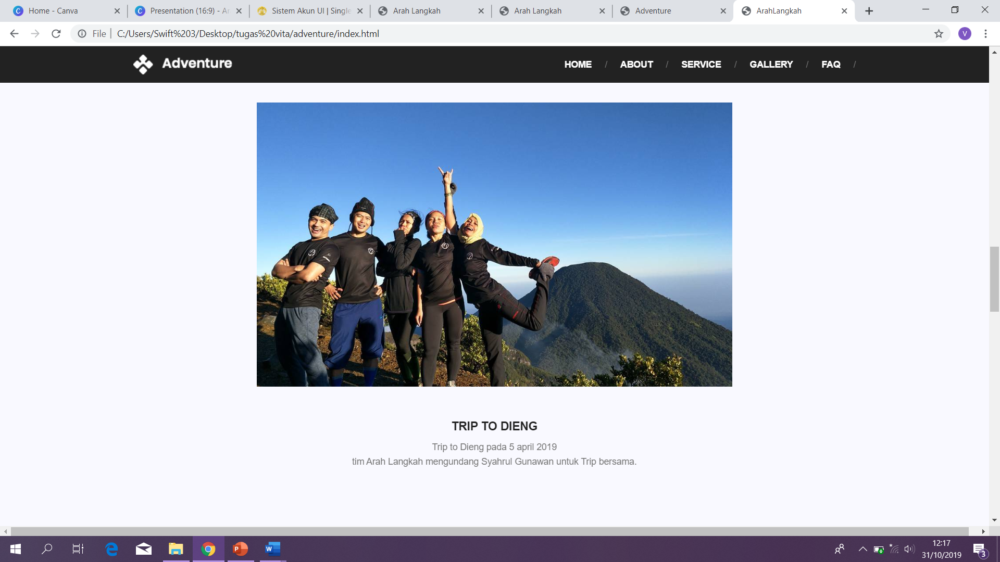 Home - Canva
Presentation (16:9) - Ar
Sistem Akun UI | Single
Arah Langkah
Arah Langkah
Adventure
ArahLangkah
File
C:/Users/Swift%203/Desktop/tugas%20vita/adventure/index.html
V
Adventure
HOME / ABOUT / SERVICE / GALLERY / FAQ /
TRIP TO DIENG
Trip to Dieng pada 5 april 2019
tim Arah Langkah mengundang Syahrul Gunawan untuk Trip bersama.
12:17
31/10/2019
3